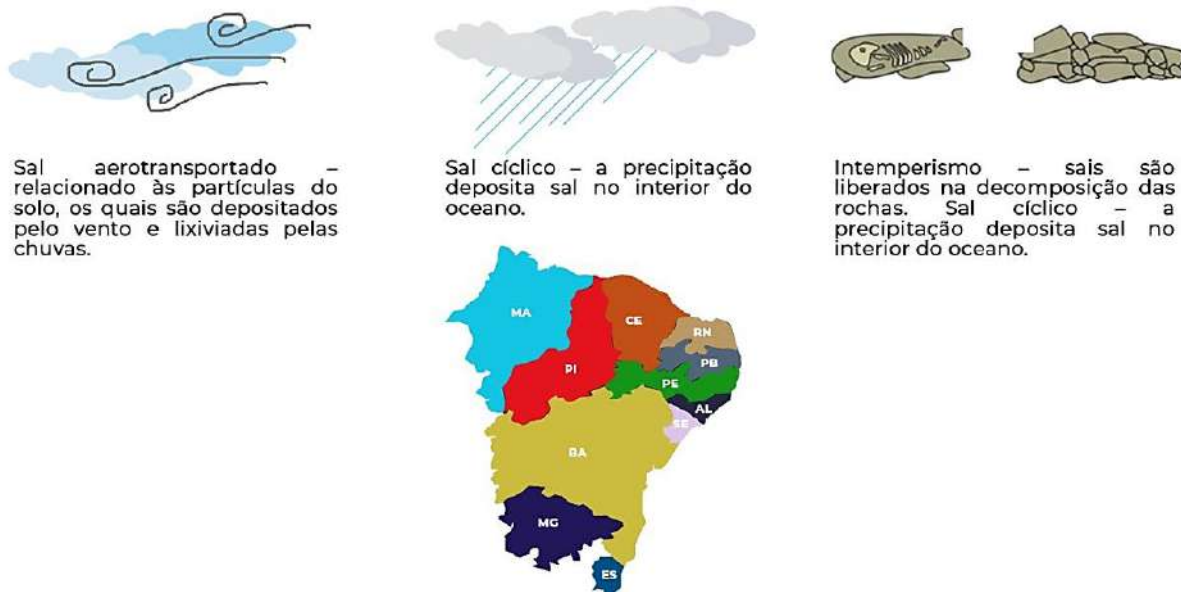 Sal aerotransportado –
relacionado às partículas do
solo, os quais são depositados
pelo vento e lixiviadas pelas
chuvas.
Sal cíclico – a precipitação
deposita sal no interior do
oceano.
Intemperismo – sais são
liberados na decomposição das
rochas. Sal cíclico – a
precipitação deposita sal no
interior do oceano.
MA
CE
RN
PB
PI
PE
AL
SE
BA
MG
ES